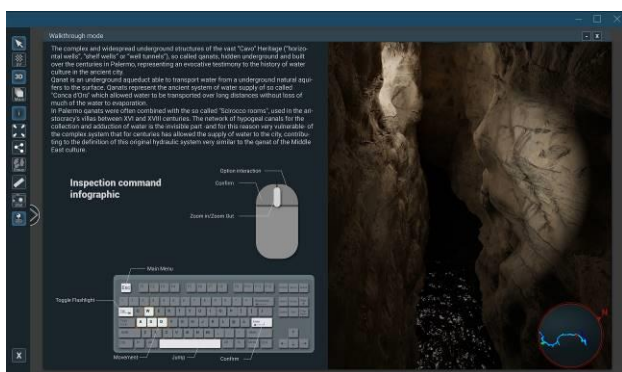 Walkthrough mode
The complex and widespread underground structures of the vast "Cavo" Heritage ("horizo-
ntal wells", "shelf wells" or "well tunnels"), so called qanats, hidden underground and built
over the centuries in Palermo, representing an evocative testimony to the history of water
culture in the ancient city.
Qanat is an underground aqueduct able to transport water from a underground natural aqui-
fers to the surface. Qanats represent the ancient system of water supply of so called
"Conca d'Oro" which allowed water to be transported over long distances without loss of
much of the water to evaporation.
In Palermo qanats were often combined with the so called "Scirocco rooms", used in the ari-
stocracy's villas between XVI and XVIII centuries. The network of hypogeal canals for the
collection and adduction of water is the invisible part -and for this reason very vulnerable- of
the complex system that for centuries has allowed the supply of water to the city, contribu-
ting to the definition of this original hydraulic system very similar to the qanat of the Middle
East culture.
Inspection command
infographic
Option interaction
Confirm
Zoom in/Zoom Out
Main Menu
Esc
Toggle Flashlight
Movement
Jump
Confirm
3D
N
X